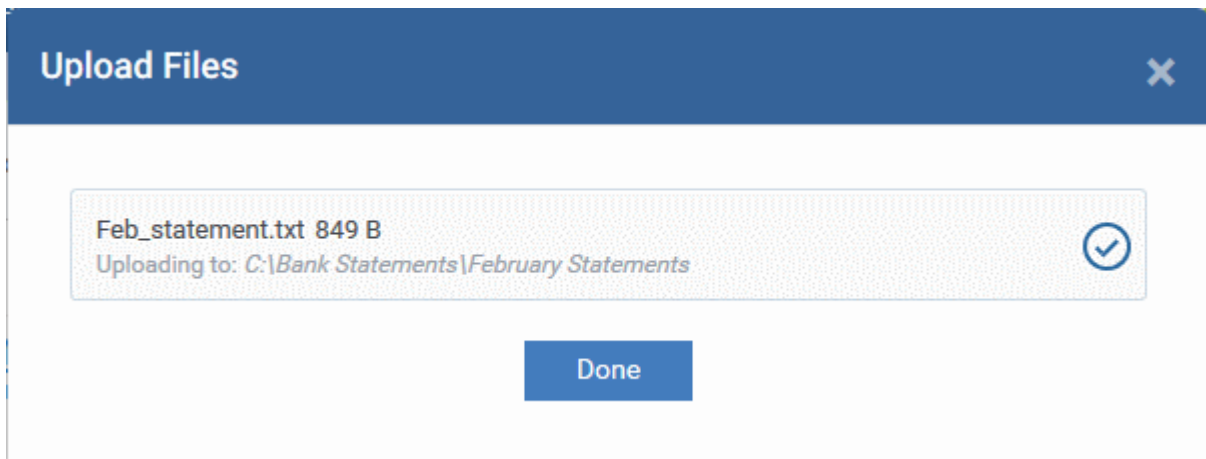 Upload Files
Feb_statement.txt 849 B
Uploading to: C:\Bank Statements\February Statements
Done